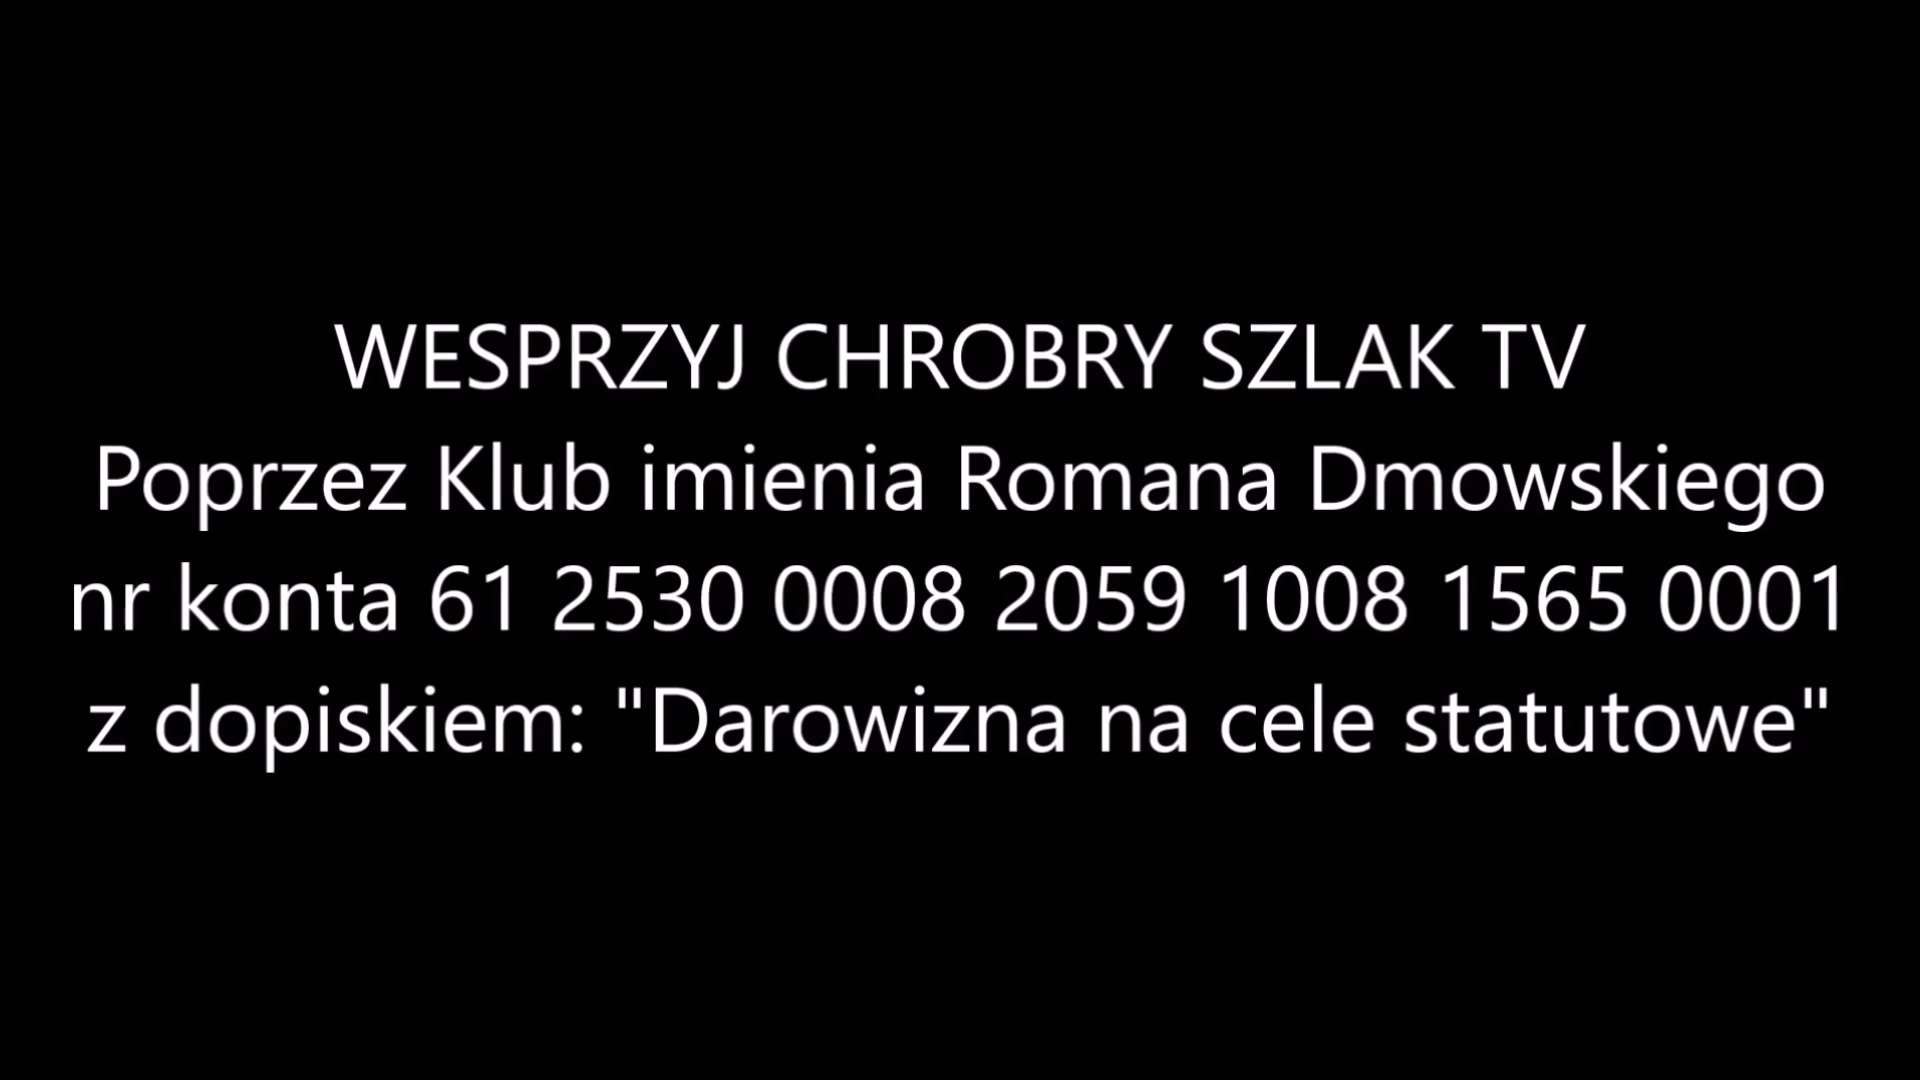 WESPRZYJ CHROBRY SZLAK TV
Poprzez Klub imienia Romana Dmowskiego
nr konta 61 2530 0008 2059 1008 1565 0001
z dopiskiem: "Darowizna na cele statutowe"